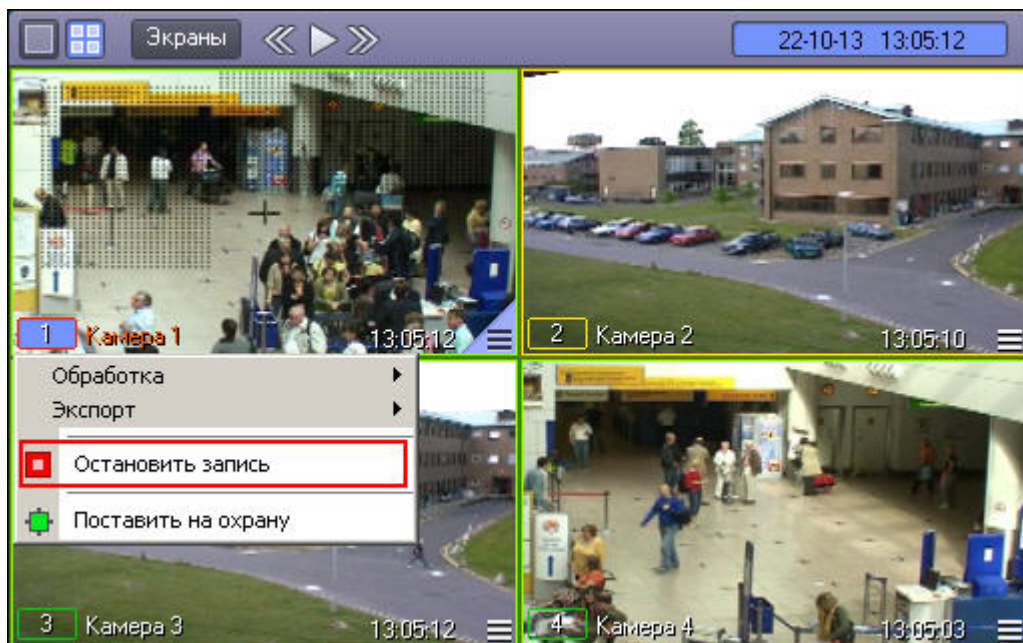 Экраны
22-10-13 13:05:12
1 Камера 1 13:05:12
2 Камера 2 13:05:10
Обработка
Экспорт
Остановить запись
Поставить на охрану
3 Камера 3 13:05:12
4 Камера 4 13:05:03